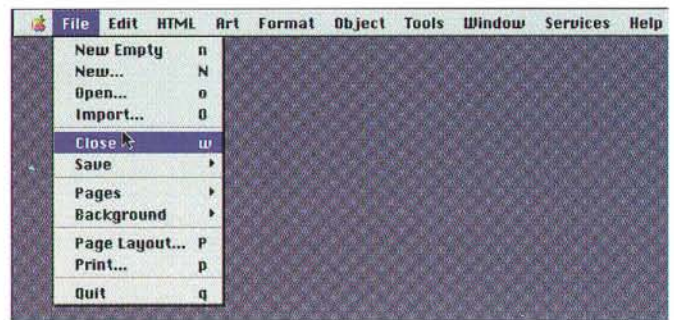 File Edit HTML Art Format Object Tools Window Services Help
New Empty n
New... N
Open... o
Import... O
Close w
Save
Pages
Background
Page Layout... P
Print... p
Quit q